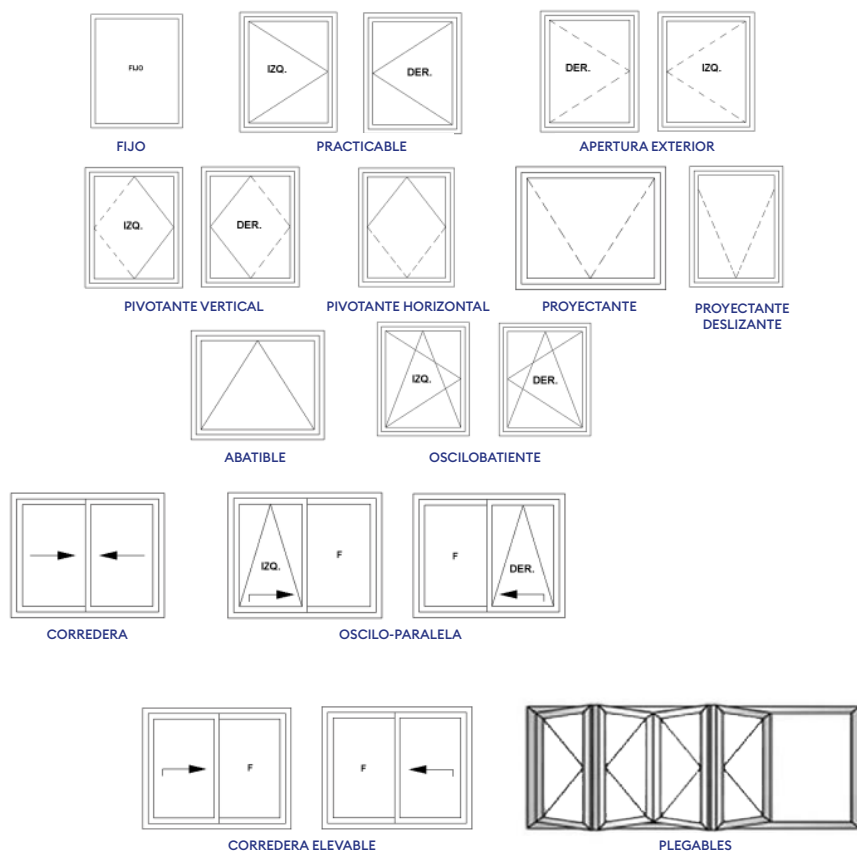 FIJO
IZQ. DER. DER. IZQ.
FIJO PRACTICABLE APERTURA EXTERIOR
IZQ. DER.
PIVOTANTE VERTICAL PIVOTANTE HORIZONTAL PROYECTANTE PROYECTANTE
DESLIZANTE
IZQ. DER.
ABATIBLE OSCILOBATIENTE
IZQ. F F DER.
CORREDERA OSCILO-PARALELA
F F
CORREDERA ELEVABLE PLEGABLES